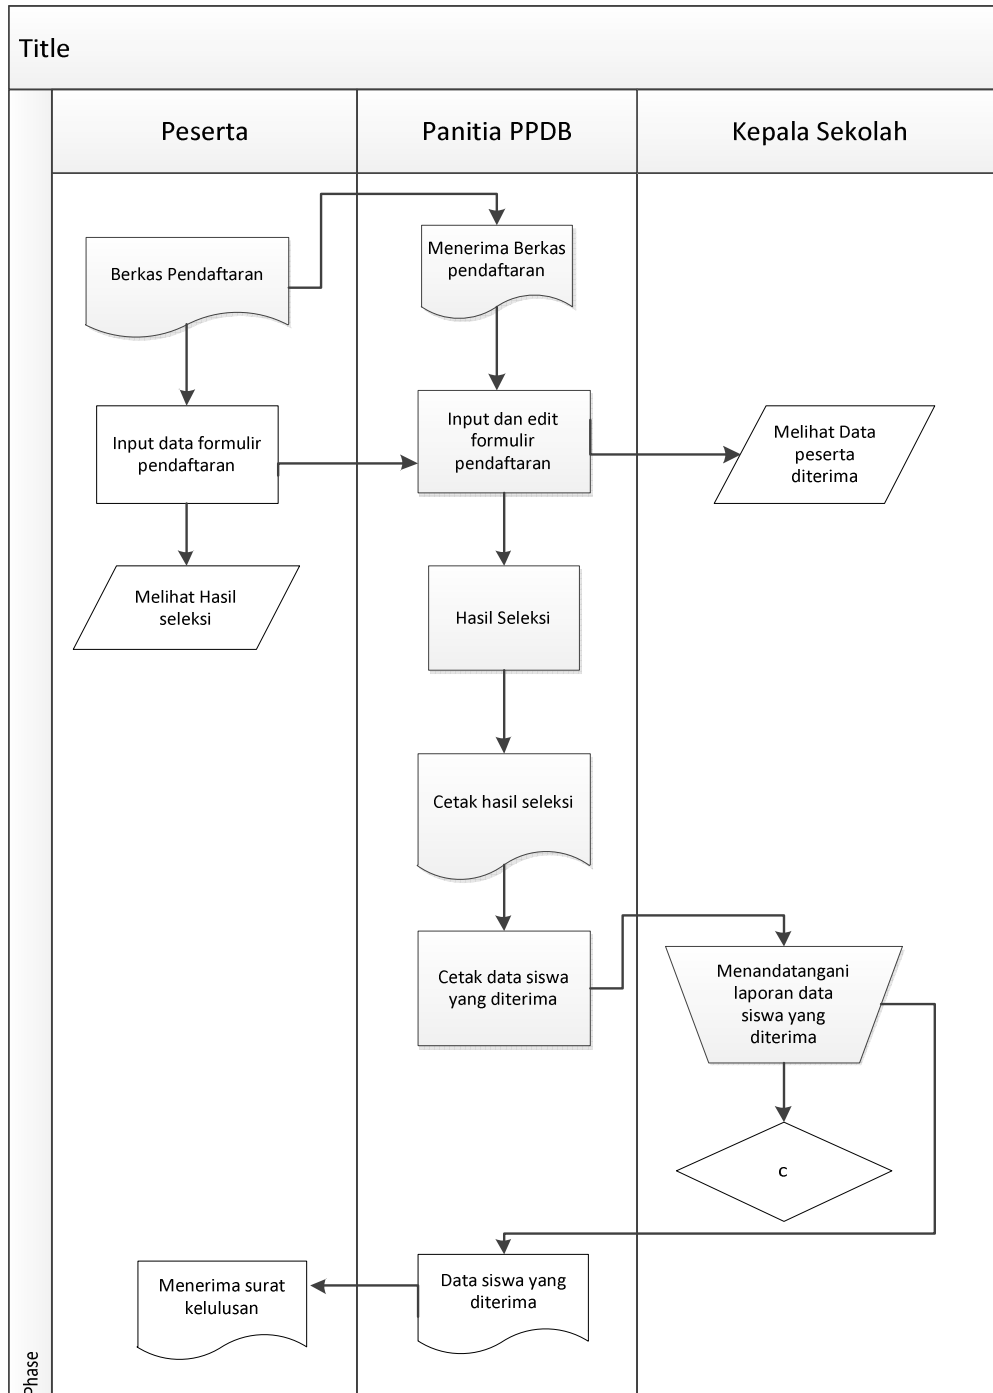 Title
Peserta
Panitia PPDB
Kepala Sekolah
Berkas Pendaftaran
Menerima Berkas
pendaftaran
Input data formulir
pendaftaran
Input dan edit
formulir
pendaftaran
Melihat Data
peserta
diterima
Melihat Hasil
seleksi
Hasil Seleksi
Cetak hasil seleksi
Cetak data siswa
yang diterima
Menandatangani
laporan data
siswa yang
diterima
c
Menerima surat
kelulusan
Data siswa yang
diterima
Phase